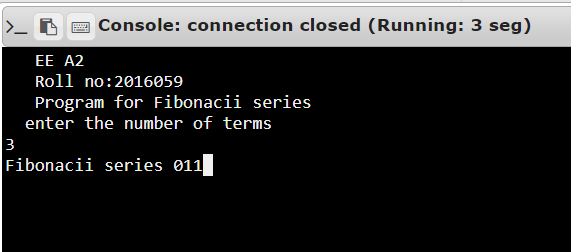 >_ Console: connection closed (Running: 3 seg)
EE A2
Roll no:2016059
Program for Fibonacii series
enter the number of terms
3
Fibonacii series 011